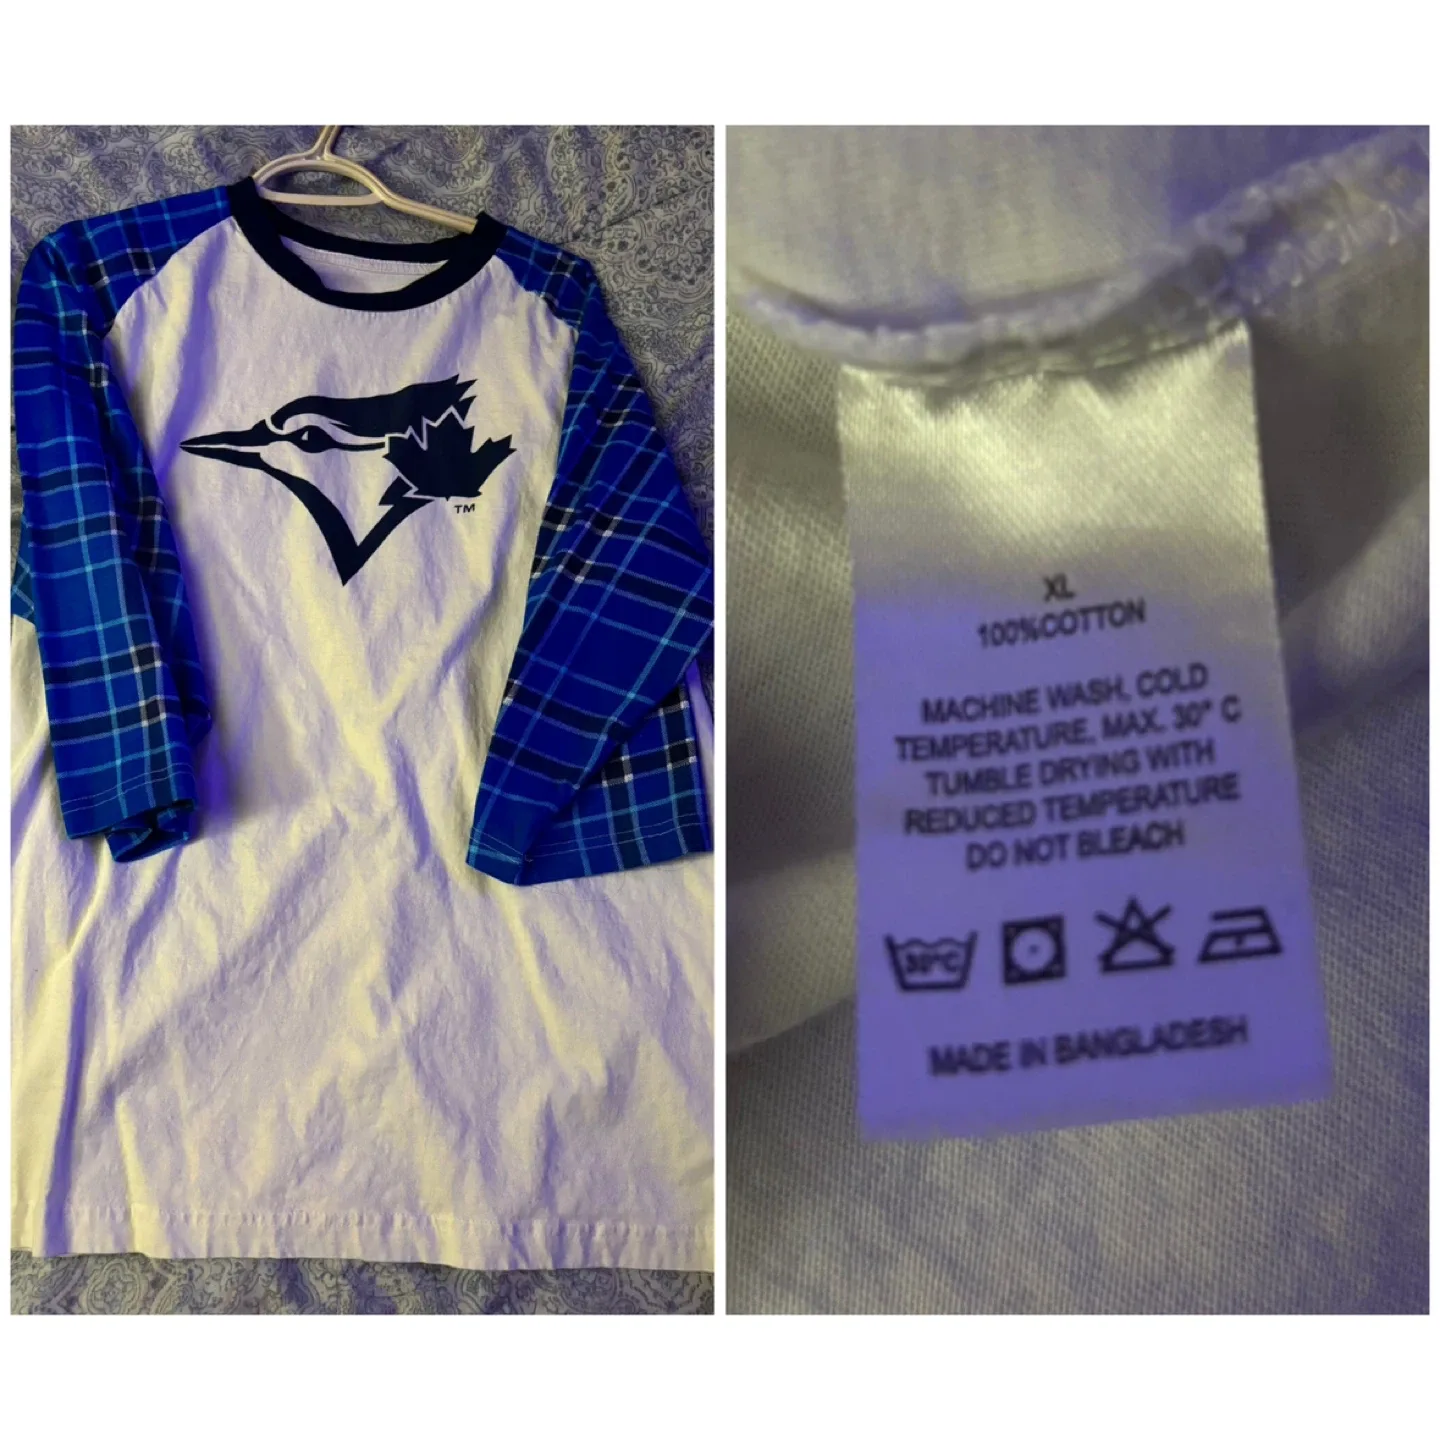 TM
XL
100%COTTON
MACHINE WASH, COLD
TEMPERATURE, MAX. 30° C
TUMBLE DRYING WITH
REDUCED TEMPERATURE
DO NOT BLEACH
30°C
MADE IN BANGLADESH